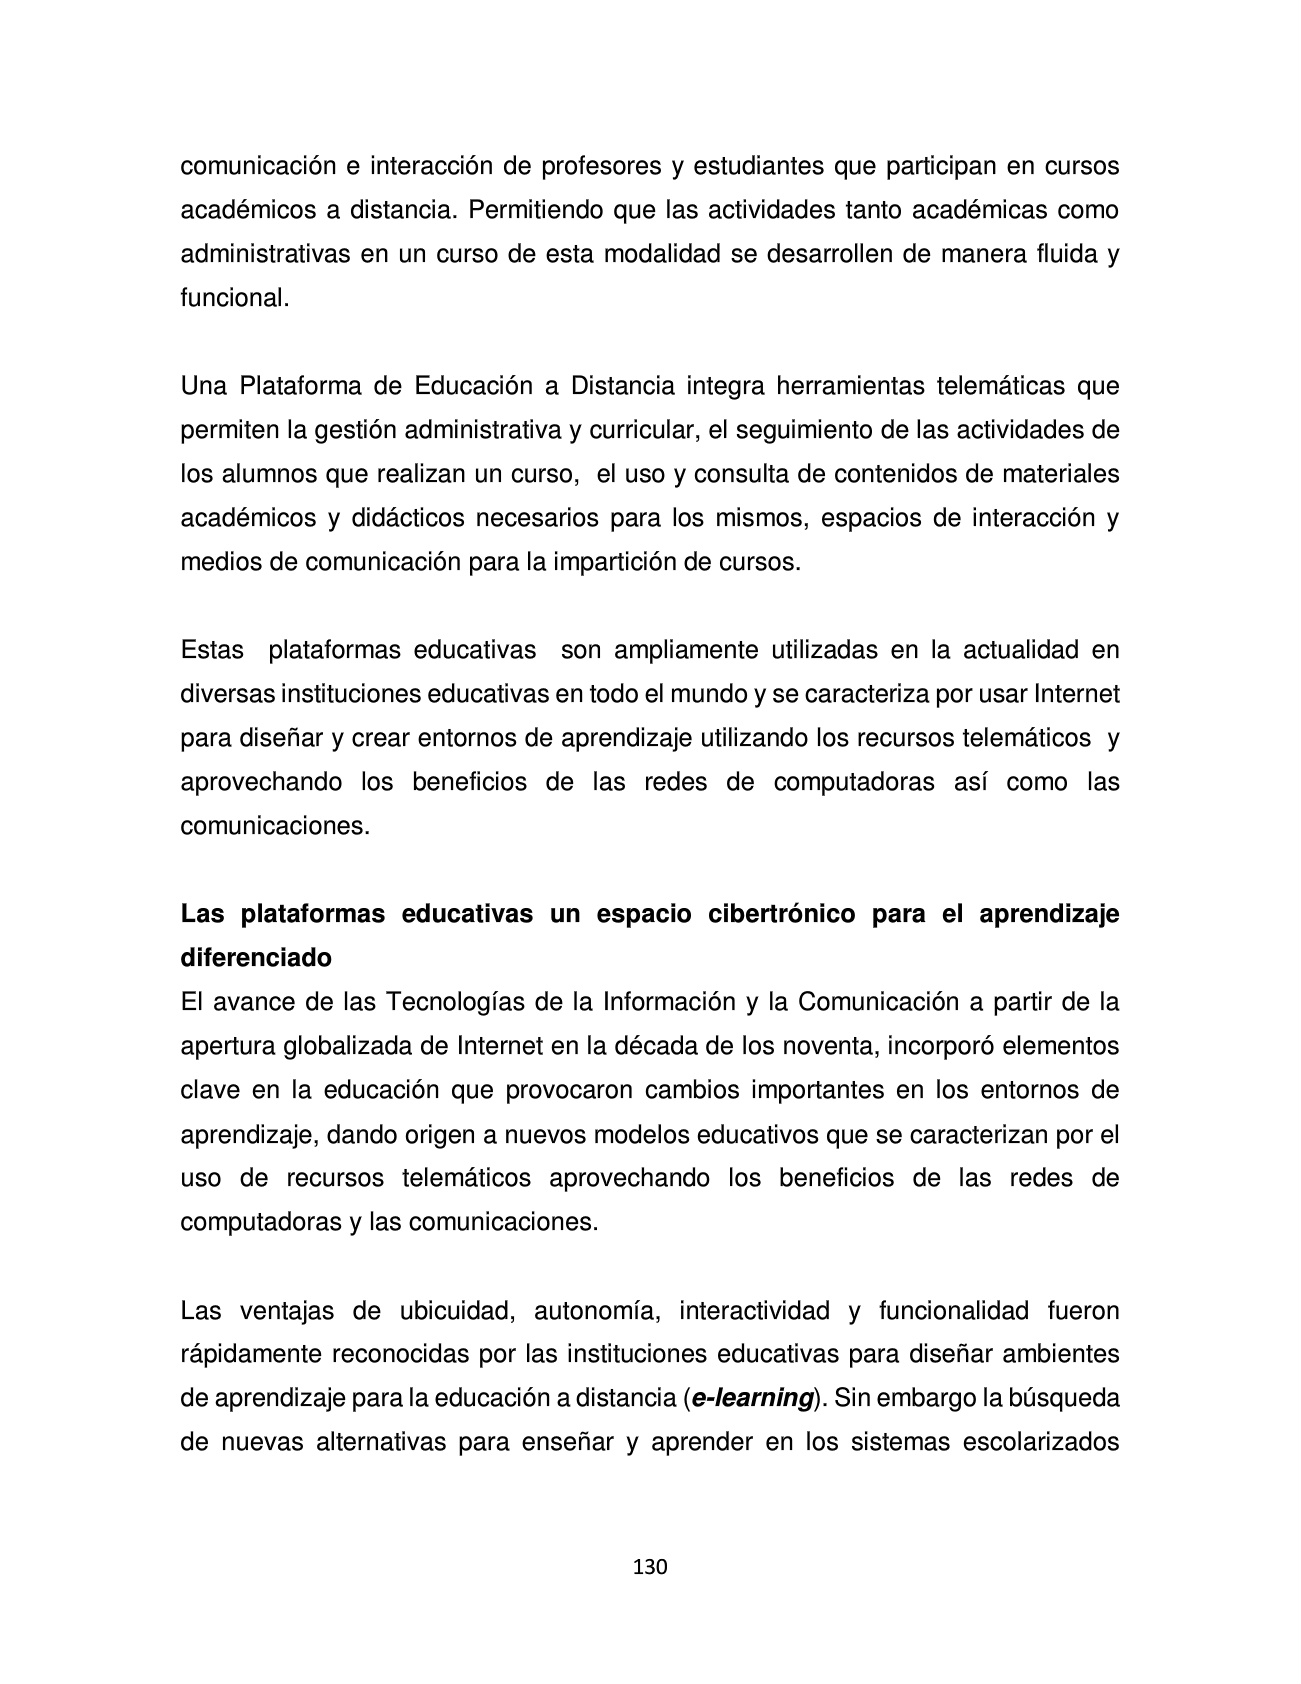 comunicación e interacción de profesores y estudiantes que participan en cursos
académicos a distancia. Permitiendo que las actividades tanto académicas como
administrativas en un curso de esta modalidad se desarrollen de manera fluida y
funcional.
Una Plataforma de Educación a Distancia integra herramientas telemáticas que
permiten la gestión administrativa y curricular, el seguimiento de las actividades de
los alumnos que realizan un curso,  el uso y consulta de contenidos de materiales
académicos y didácticos necesarios para los mismos, espacios de interacción y
medios de comunicación para la impartición de cursos.
Estas  plataformas educativas  son ampliamente utilizadas en la actualidad en
diversas instituciones educativas en todo el mundo y se caracteriza por usar Internet
para diseñar y crear entornos de aprendizaje utilizando los recursos telemáticos  y
aprovechando los beneficios de las redes de computadoras así como las
comunicaciones.
Las plataformas educativas un espacio cibertrónico para el aprendizaje
diferenciado
El avance de las Tecnologías de la Información y la Comunicación a partir de la
apertura globalizada de Internet en la década de los noventa, incorporó elementos
clave en la educación que provocaron cambios importantes en los entornos de
aprendizaje, dando origen a nuevos modelos educativos que se caracterizan por el
uso de recursos telemáticos aprovechando los beneficios de las redes de
computadoras y las comunicaciones.
Las ventajas de ubicuidad, autonomía, interactividad y funcionalidad fueron
rápidamente reconocidas por las instituciones educativas para diseñar ambientes
de aprendizaje para la educación a distancia (e-learning). Sin embargo la búsqueda
de nuevas alternativas para enseñar y aprender en los sistemas escolarizados
130